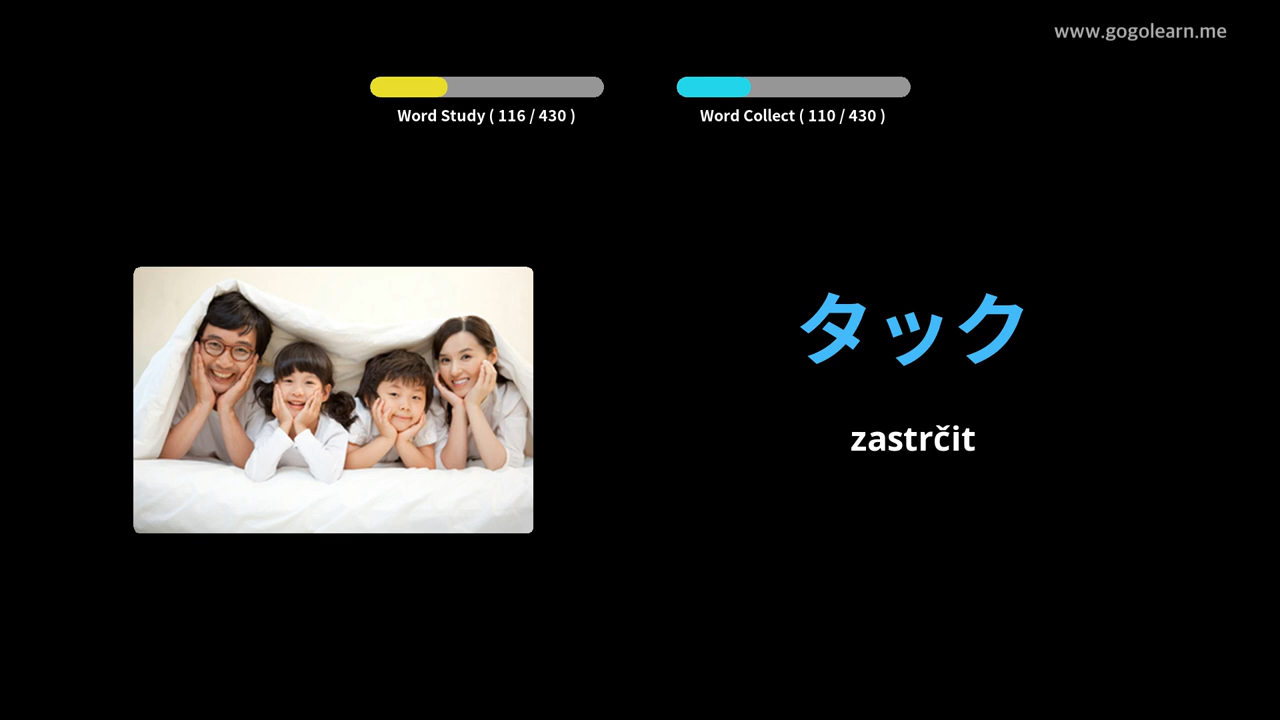 www.gogolearn.me
Word Study ( 116 / 430 )
Word Collect ( 110 / 430 )
タック
zastrčit